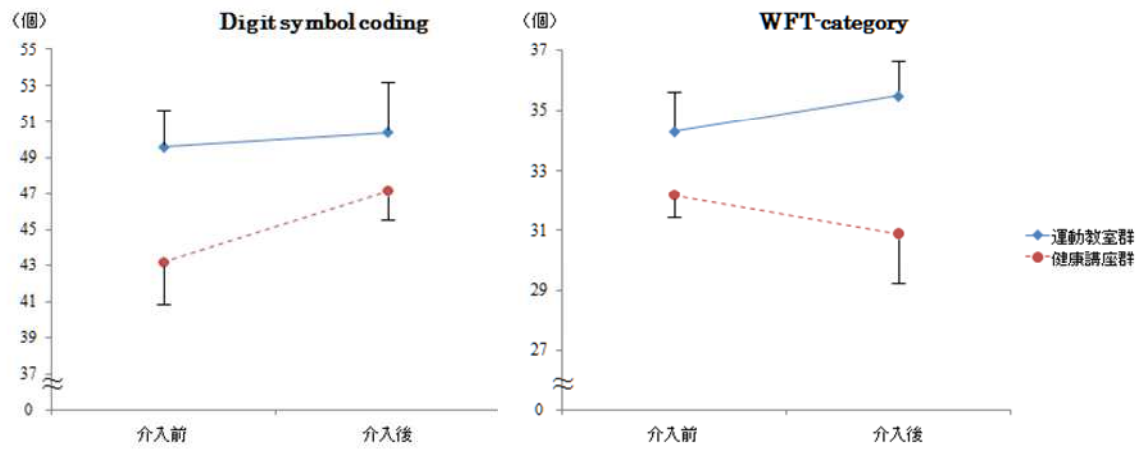 （個）
Digit symbol coding
55
53
51
49
47
45
43
41
39
37
0
介入前
介入後
（個）
WFT-category
37
35
33
31
29
27
0
介入前
介入後
運動教室群
健康講座群